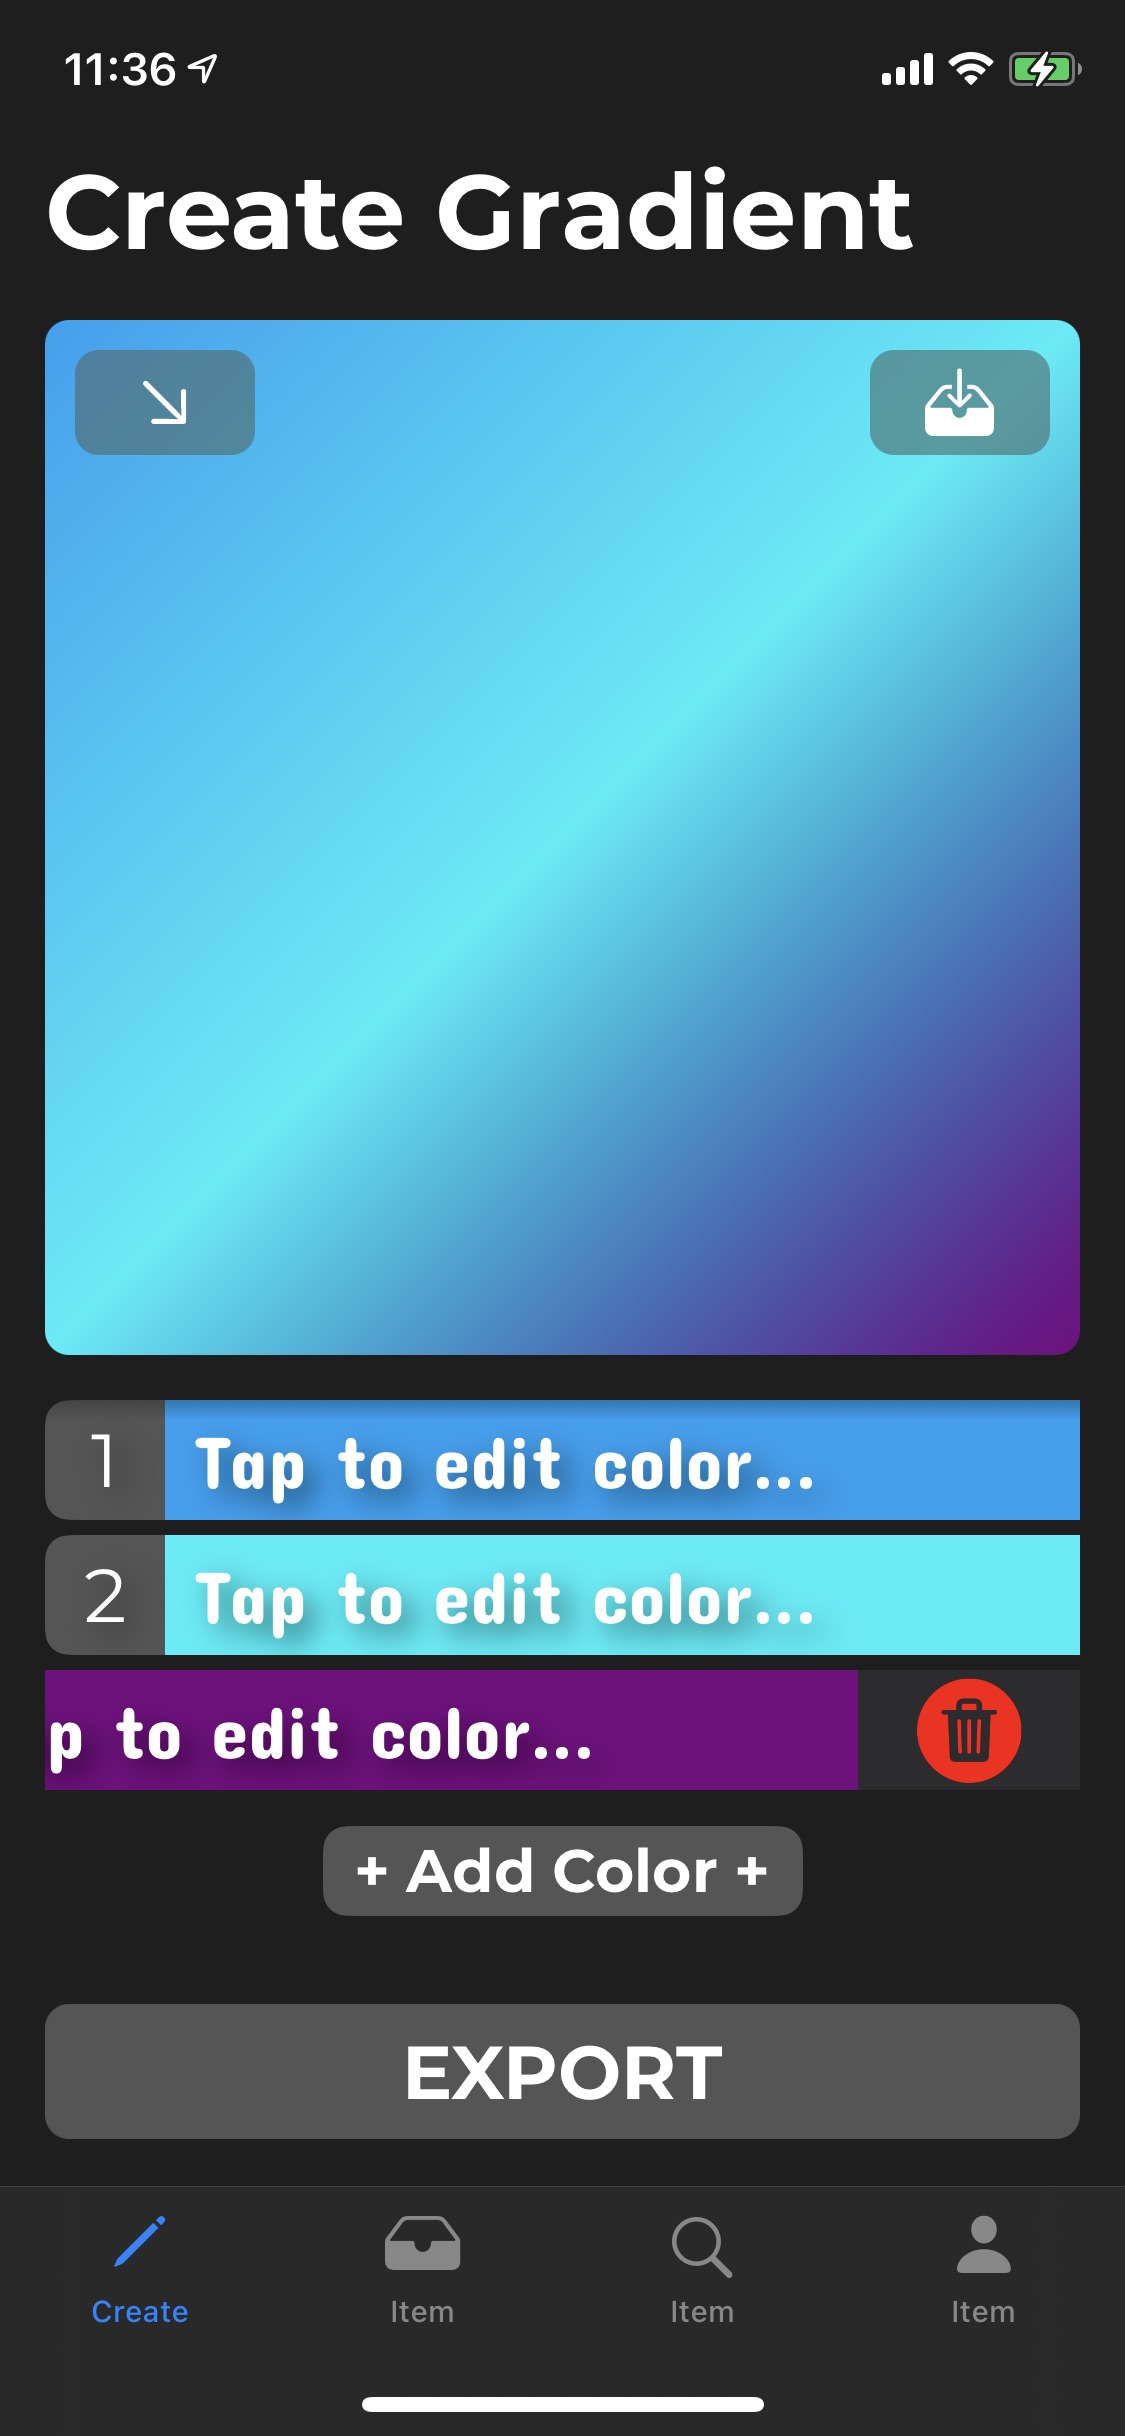 11:36
Create Gradient
1 Tap to edit color...
2 Tap to edit color...
p to edit color...
+ Add Color +
EXPORT
Create Item Item Item